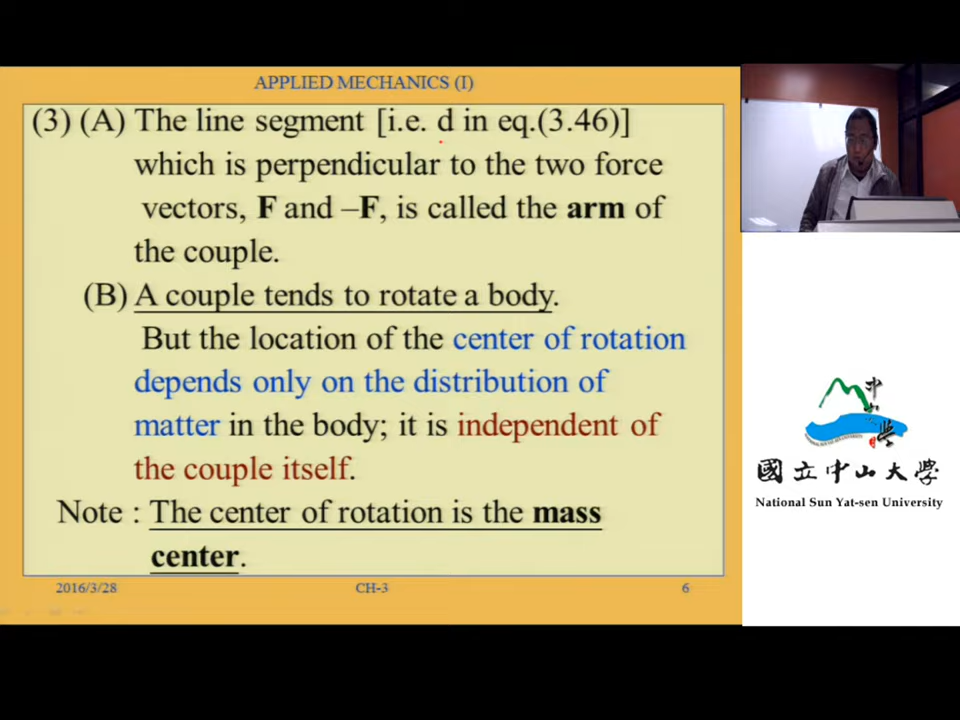 APPLIED MECHANICS (I)
(3) (A) The line segment [i.e. d in eq.(3.46)]
which is perpendicular to the two force
vectors, F and –F, is called the arm of
the couple.
(B) A couple tends to rotate a body.
But the location of the center of rotation
depends only on the distribution of
matter in the body; it is independent of
the couple itself.
Note : The center of rotation is the mass
center.
2016/3/28 CH-3 6
國立中山大學
National Sun Yat-sen University